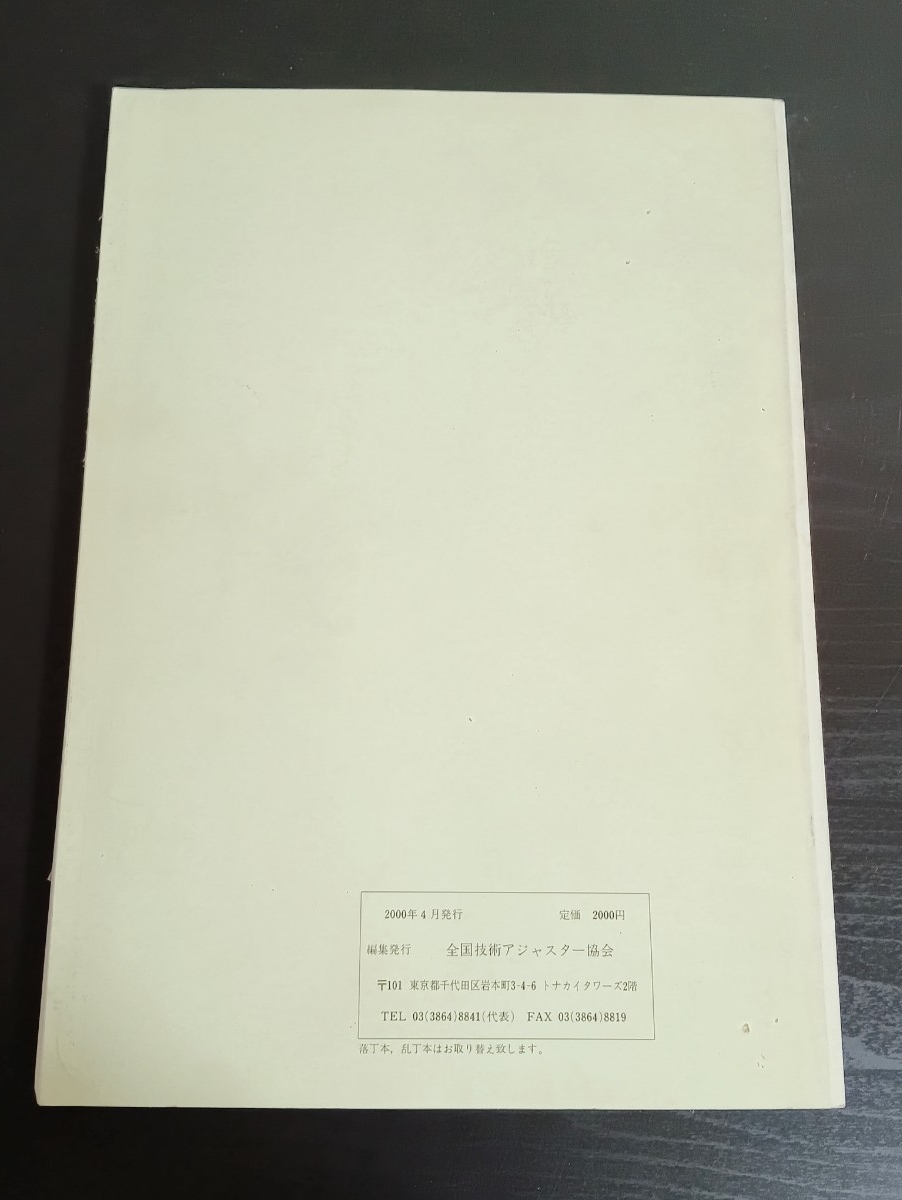 2000年4月発行 定価 2000円
編集発行 全国技術アジャスター協会
〒101 東京都千代田区岩本町3-4-6 トナカイタワーズ2階
TEL 03(3864)8841(代表) FAX 03(3864)8819
落丁本,乱丁本はお取り替え致します。